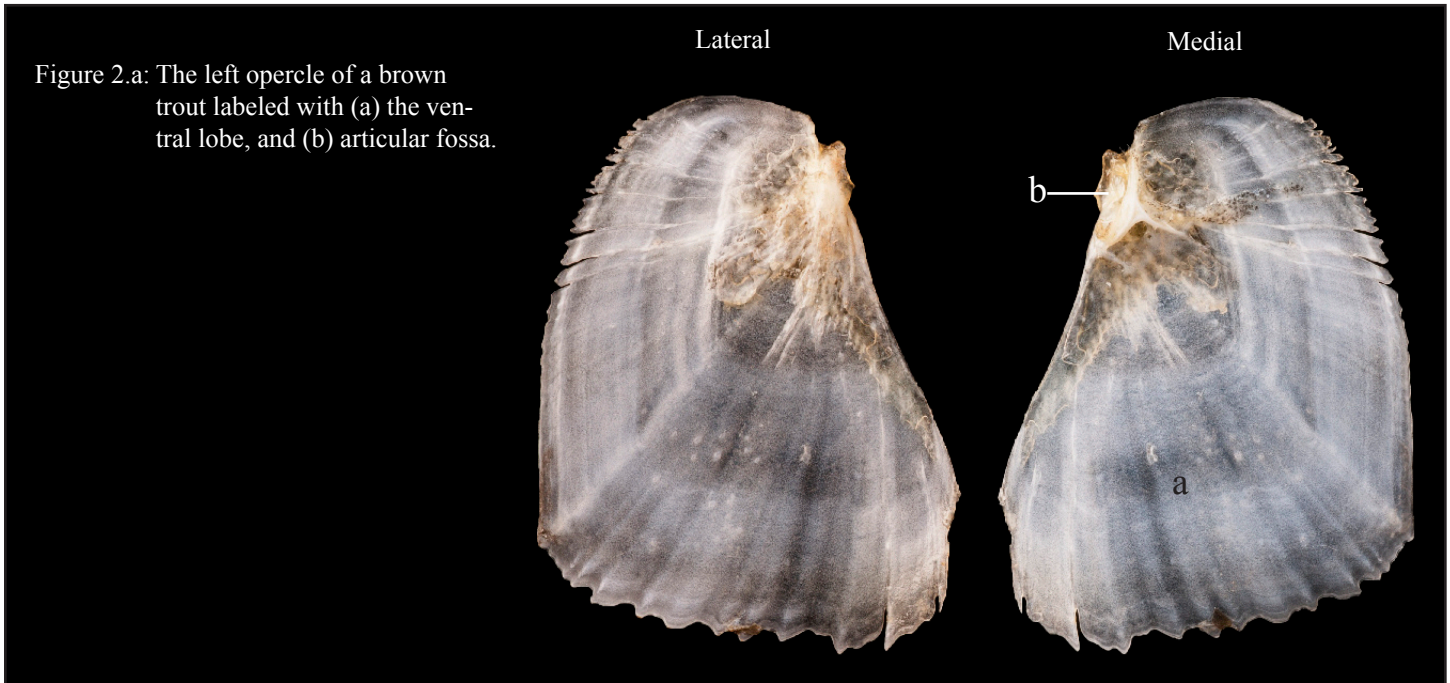 Lateral
Medial
Figure 2.a: The left opercle of a brown
trout labeled with (a) the ven-
tral lobe, and (b) articular fossa.
b
a